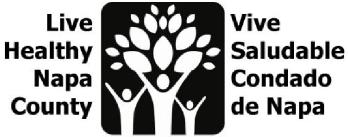 Live
Healthy
Napa
County
Vive
Saludable
Condado
de Napa